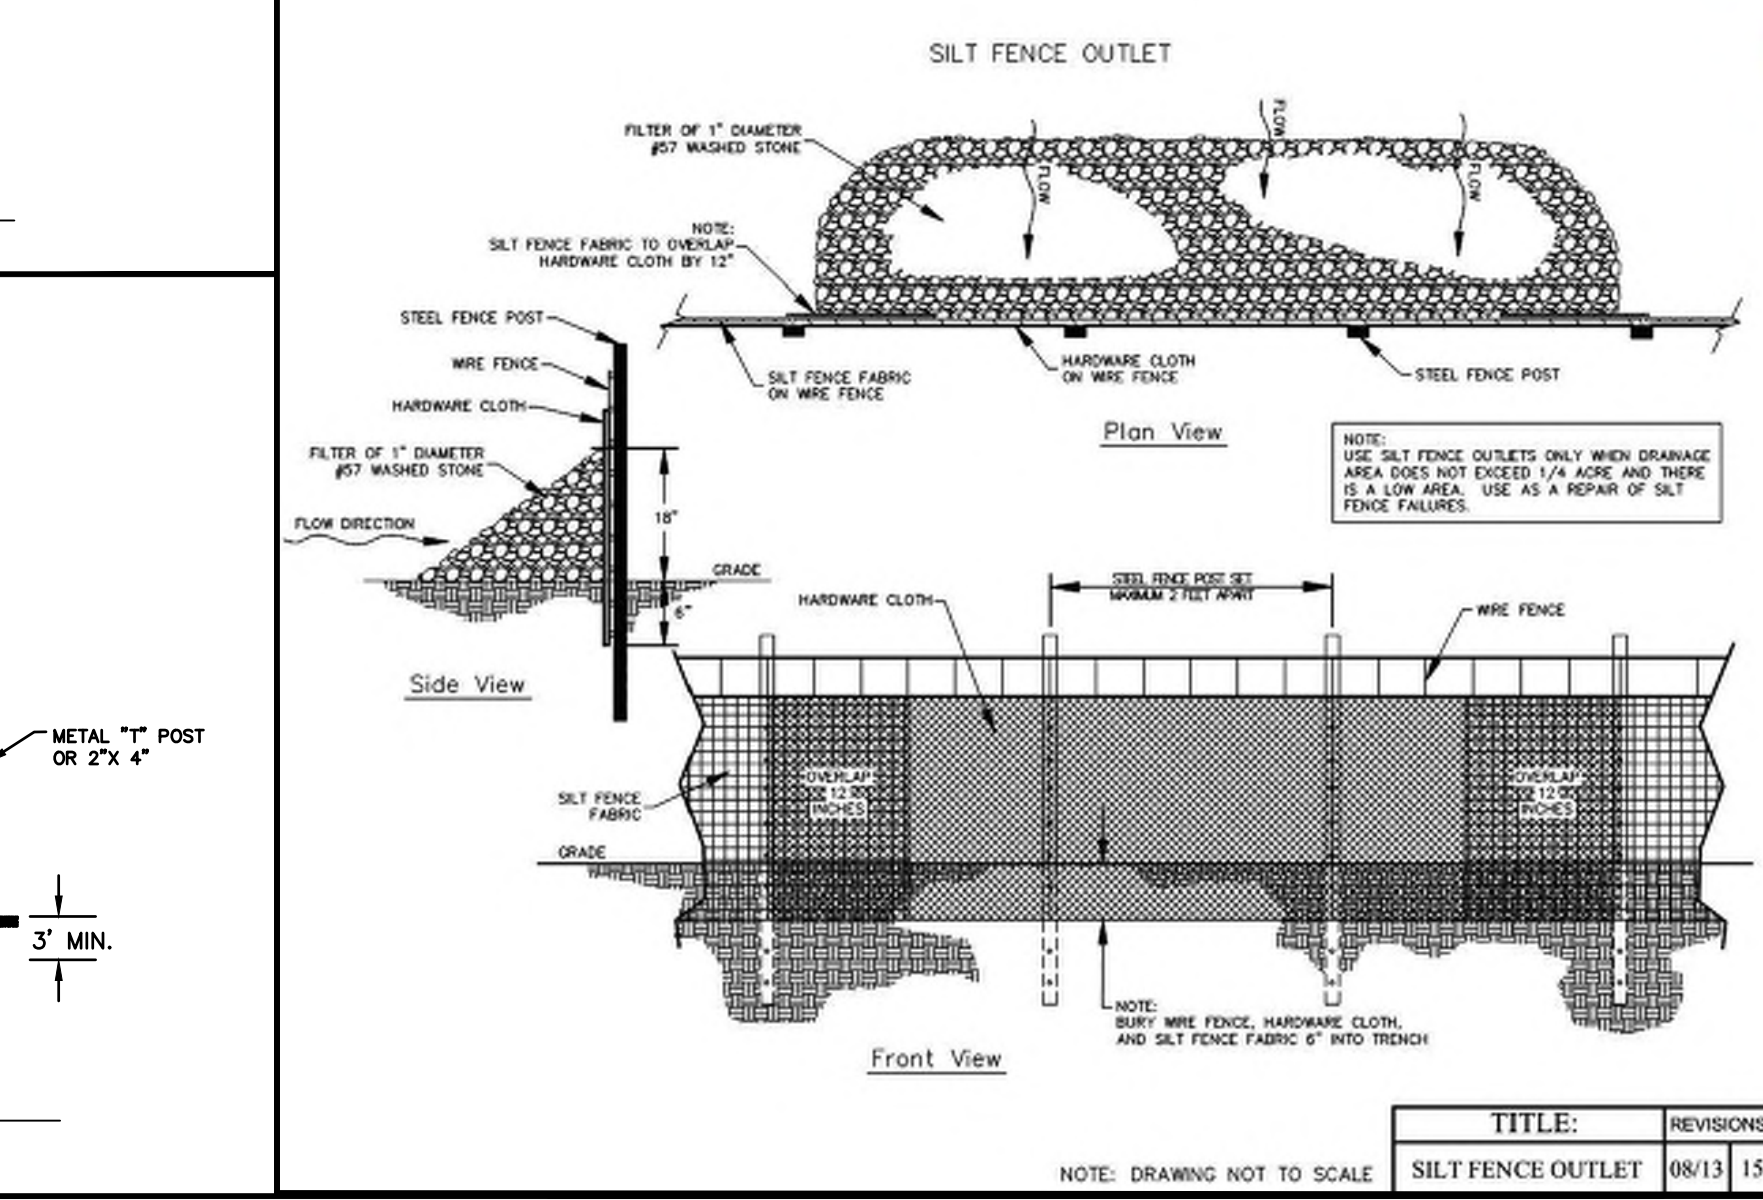 SILT FENCE OUTLET
FILTER OF 1" DIAMETER
#57 WASHED STONE
FLOW
FLOW
FLOW
NOTE:
SILT FENCE FABRIC TO OVERLAP
HARDWARE CLOTH BY 12"
STEEL FENCE POST
WIRE FENCE
HARDWARE CLOTH
FILTER OF 1" DIAMETER
#57 WASHED STONE
FLOW DIRECTION
18"
GRADE
6"
Side View
SILT FENCE FABRIC
ON WIRE FENCE
HARDWARE CLOTH
ON WIRE FENCE
STEEL FENCE POST
Plan View
NOTE:
USE SILT FENCE OUTLETS ONLY WHEN DRAINAGE
AREA DOES NOT EXCEED 1/4 ACRE AND THERE
IS A LOW AREA. USE AS A REPAIR OF SILT
FENCE FAILURES.
STEEL FENCE POST SET
MAXIMUM 2 FEET APART
HARDWARE CLOTH
WIRE FENCE
METAL "T" POST
OR 2"X 4"
SILT FENCE
FABRIC
OVERLAP
12
INCHES
OVERLAP
12
INCHES
GRADE
3' MIN.
NOTE:
BURY WIRE FENCE, HARDWARE CLOTH,
AND SILT FENCE FABRIC 6" INTO TRENCH
Front View
NOTE: DRAWING NOT TO SCALE
TITLE:
REVISIONS
SILT FENCE OUTLET
08/13
15